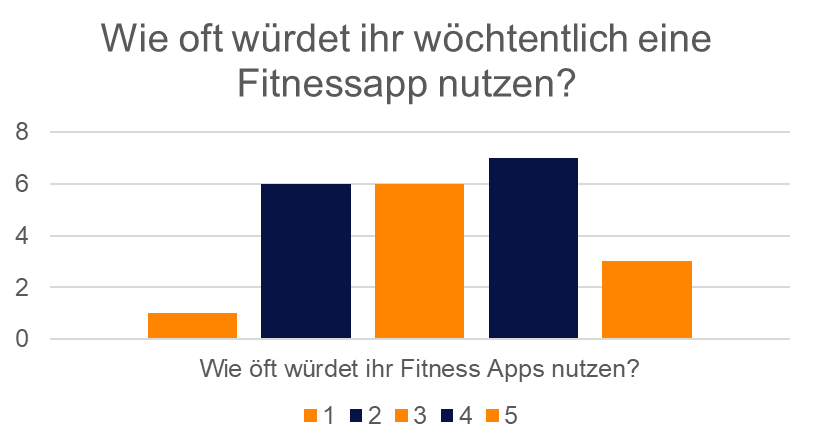 Wie oft würdet ihr wöchtentlich eine
Fitnessapp nutzen?
8
6
4
2
0
Wie öft würdet ihr Fitness Apps nutzen?
1 2 3 4 5